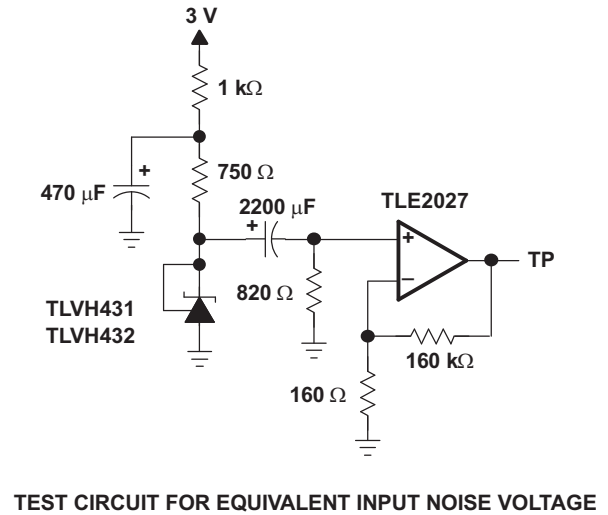 3 V
1 kΩ
+
470 μF
750 Ω
2200 μF
+
TLE2027
+
−
TP
820 Ω
TLVH431
TLVH432
160 kΩ
160 Ω
TEST CIRCUIT FOR EQUIVALENT INPUT NOISE VOLTAGE